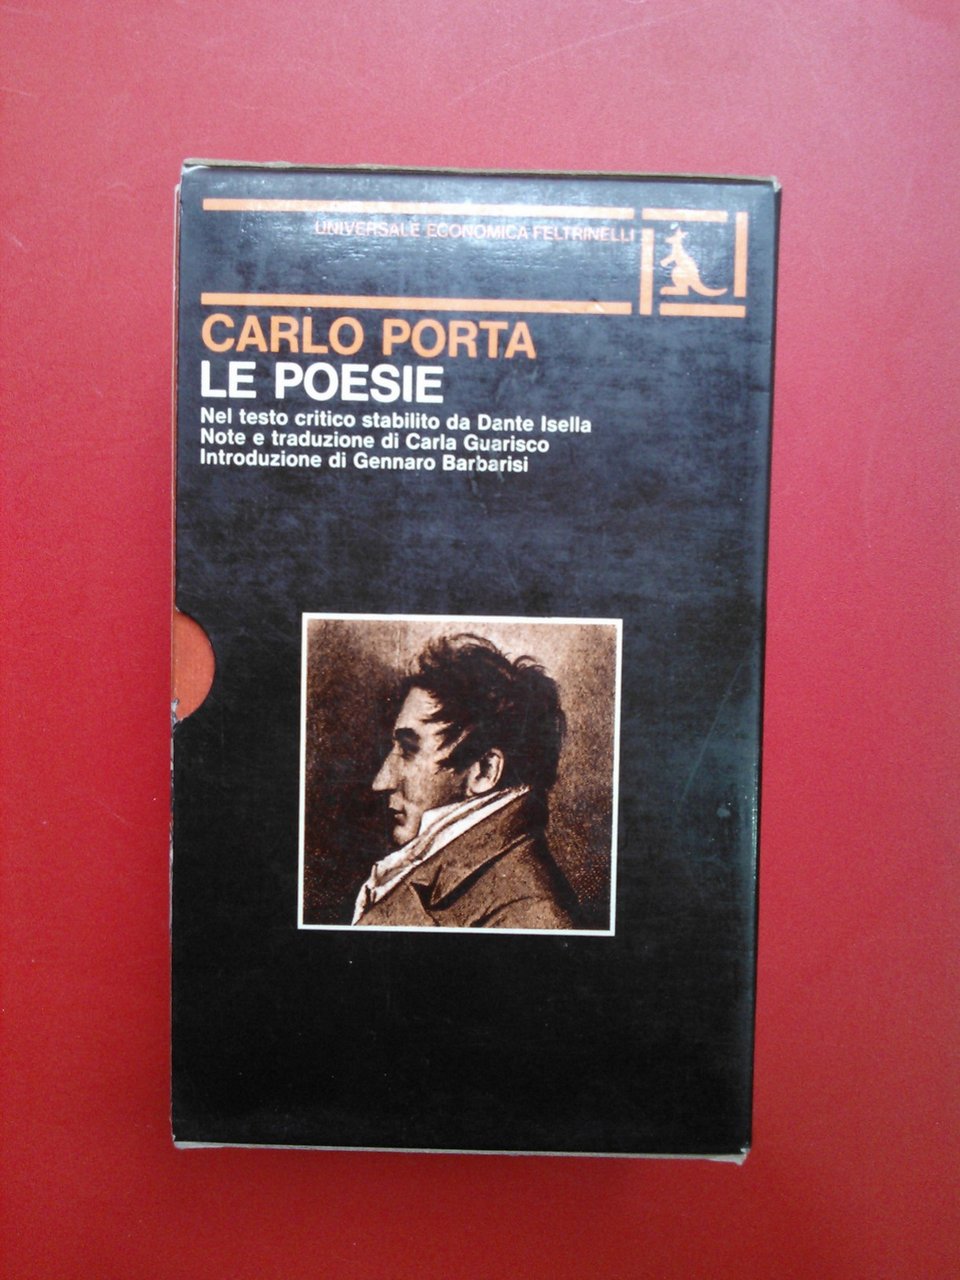 UNIVERSALE ECONOMICA FELTRINELLI
CARLO PORTA
LE POESIE
Nel testo critico stabilito da Dante Isella
Note e traduzione di Carla Guarisco
Introduzione di Gennaro Barbarisi